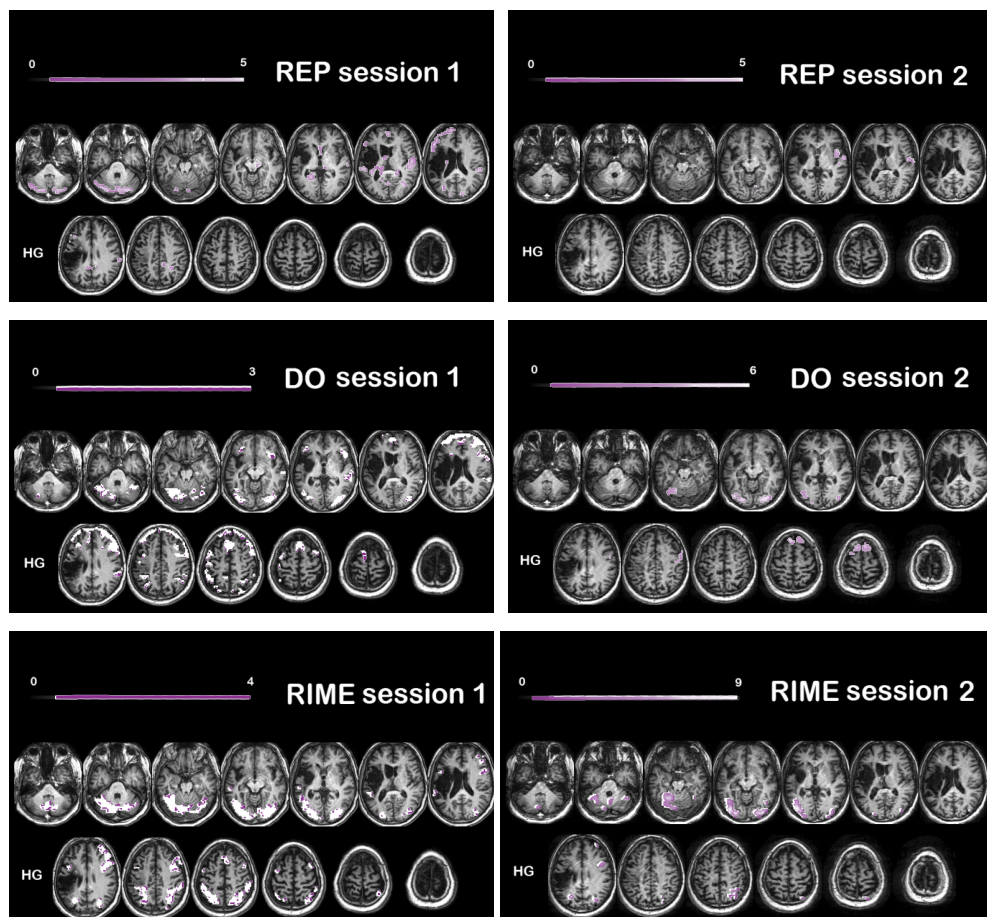 0 5 REP session 1
HG
0 5 REP session 2
HG
0 3 DO session 1
HG
0 6 DO session 2
HG
0 4 RIME session 1
HG
0 9 RIME session 2
HG